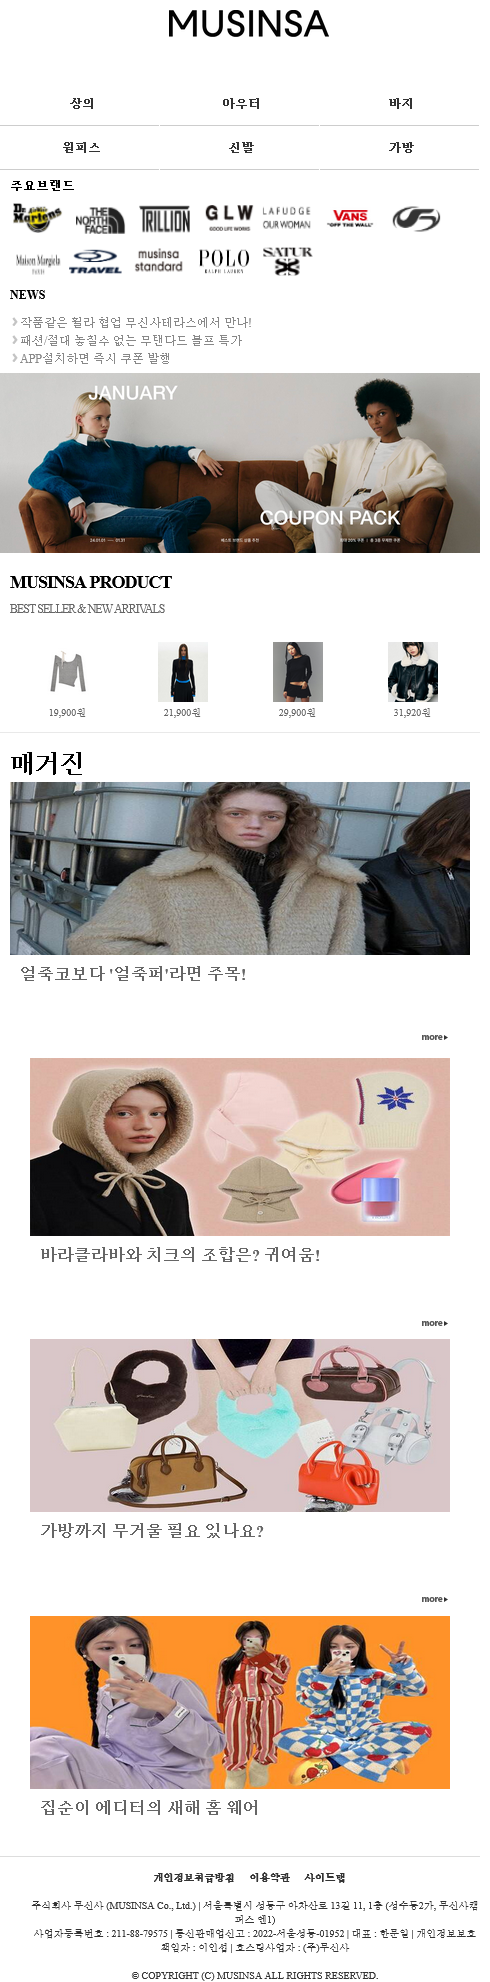 MUSINSA
상의
아우터
바지
원피스
신발
가방
주요브랜드
Dr. Martens
THE NORTH FACE
TRILLION
GLW
GOOD LIFE WORKS
LAFUDGE
OUR WOMAN
VANS
"OFF THE WALL"
Maison Margiela
PARIS
TRAVEL
musinsa
standard
POLO
RALPH LAUREN
SATUR
NEWS
작품같은 월라 협업 무신사테라스에서 만나!
패션/절대 놓칠수 없는 무탠다드 블프 특가
APP설치하면 즉시 쿠폰 발행
JANUARY
COUPON PACK
24.01.01 — 01.31
MUSINSA PRODUCT
BEST SELLER & NEW ARRIVALS
19,900원
21,900원
29,900원
31,920원
매거진
얼죽코보다 '얼죽퍼'라면 주목!
more
바라클라바와 치크의 조합은? 귀여움!
more
가방까지 무거울 필요 있나요?
more
집순이 에디터의 새해 홈 웨어
개인정보취급방침 이용약관 사이트맵
주식회사 무신사 (MUSINSA Co., Ltd.) | 서울특별시 성동구 아차산로 13길 11, 1층 (성수동2가, 무신사캠
퍼스 엔1)
사업자등록번호 : 211-88-79575 | 통신판매업신고 : 2022-서울성동-01952 | 대표 : 한문일 | 개인정보보호
책임자 : 이인섭 | 호스팅사업자 : (주)무신사
© COPYRIGHT (C) MUSINSA ALL RIGHTS RESERVED.